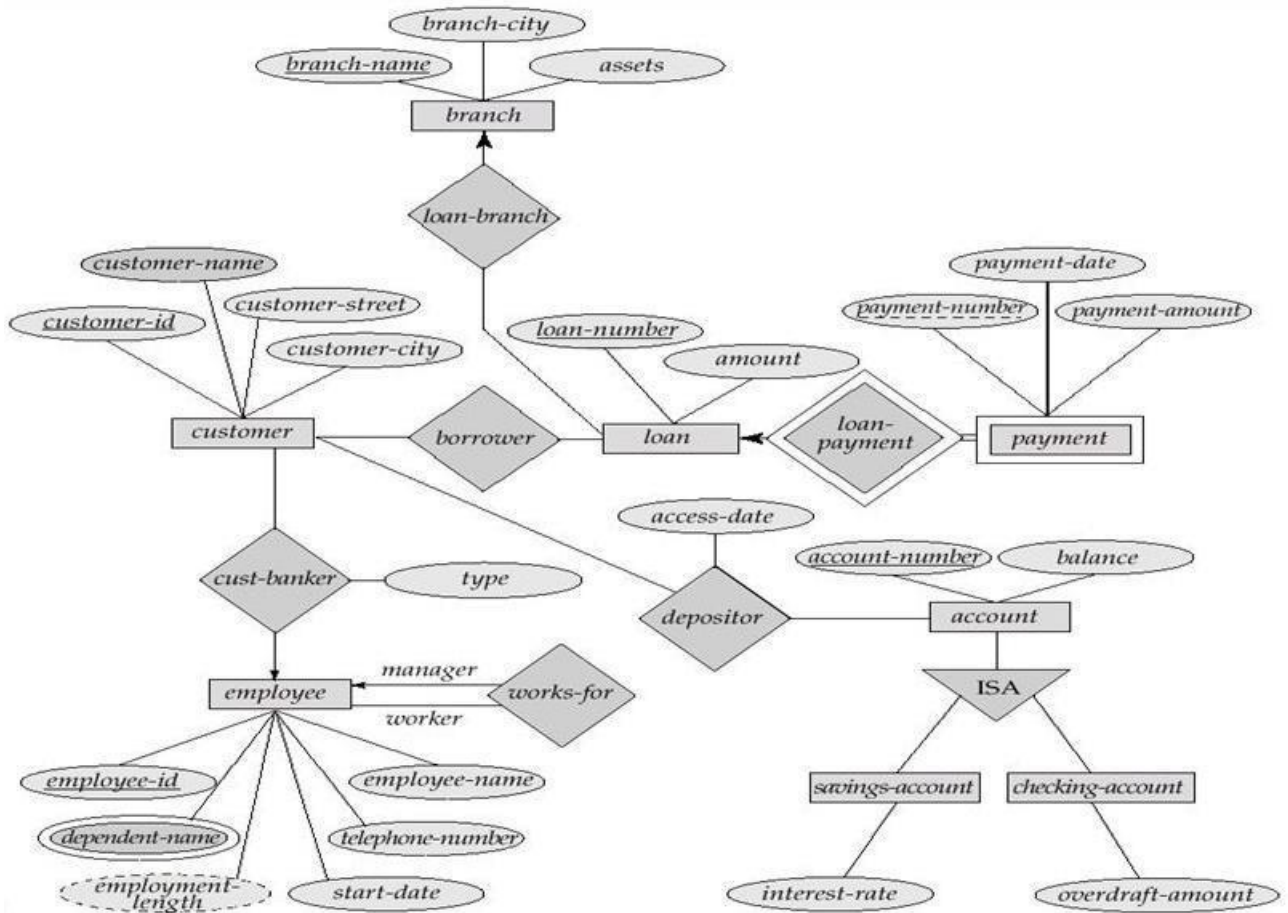 branch-city
branch-name
assets
branch
loan-branch
customer-name
customer-street
customer-id
customer-city
loan-number
amount
payment-date
payment-number
payment-amount
customer
borrower
loan
loan-
payment
payment
access-date
account-number
balance
cust-banker
type
depositor
account
manager
employee
works-for
worker
ISA
employee-id
employee-name
dependent-name
telephone-number
employment-
length
start-date
savings-account
checking-account
interest-rate
overdraft-amount